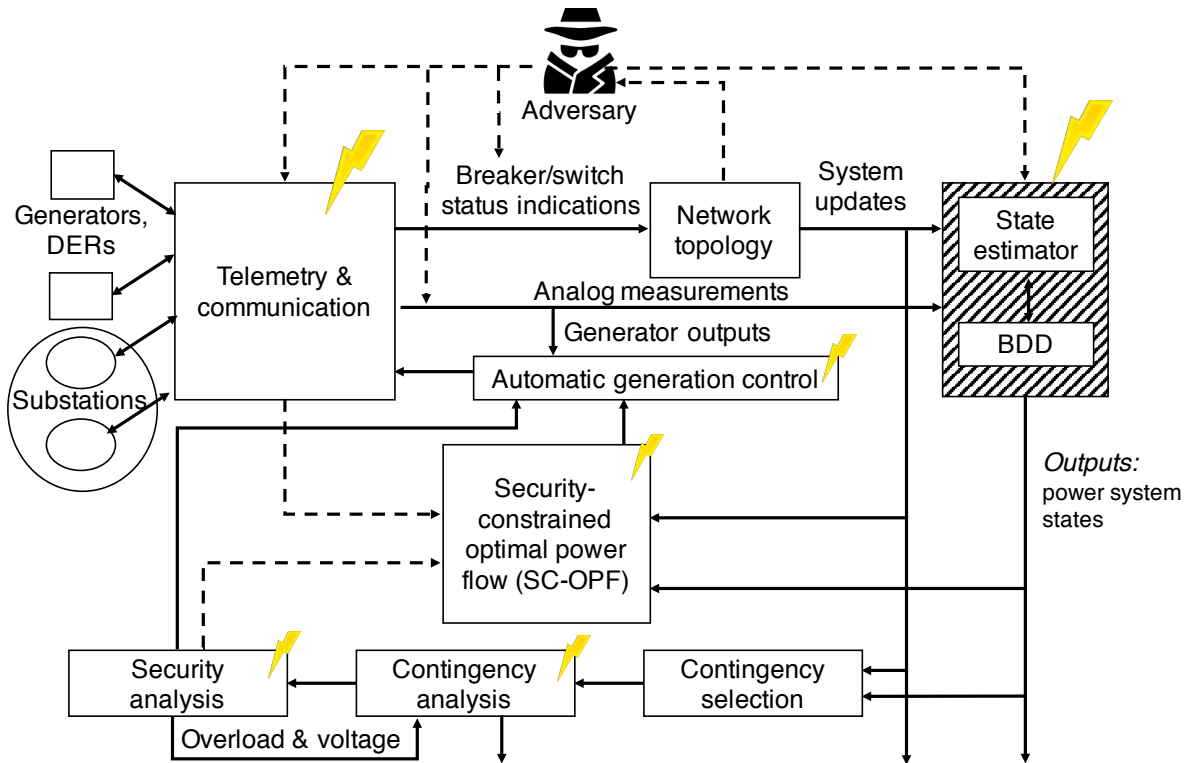 Adversary
Breaker/switch
status indications
System
updates
Generators,
DERs
Network
topology
State
estimator
Telemetry &
communication
Analog measurements
Generator outputs
BDD
Automatic generation control
Substations
Outputs:
power system
states
Security-
constrained
optimal power
flow (SC-OPF)
Security
analysis
Contingency
analysis
Contingency
selection
Overload & voltage